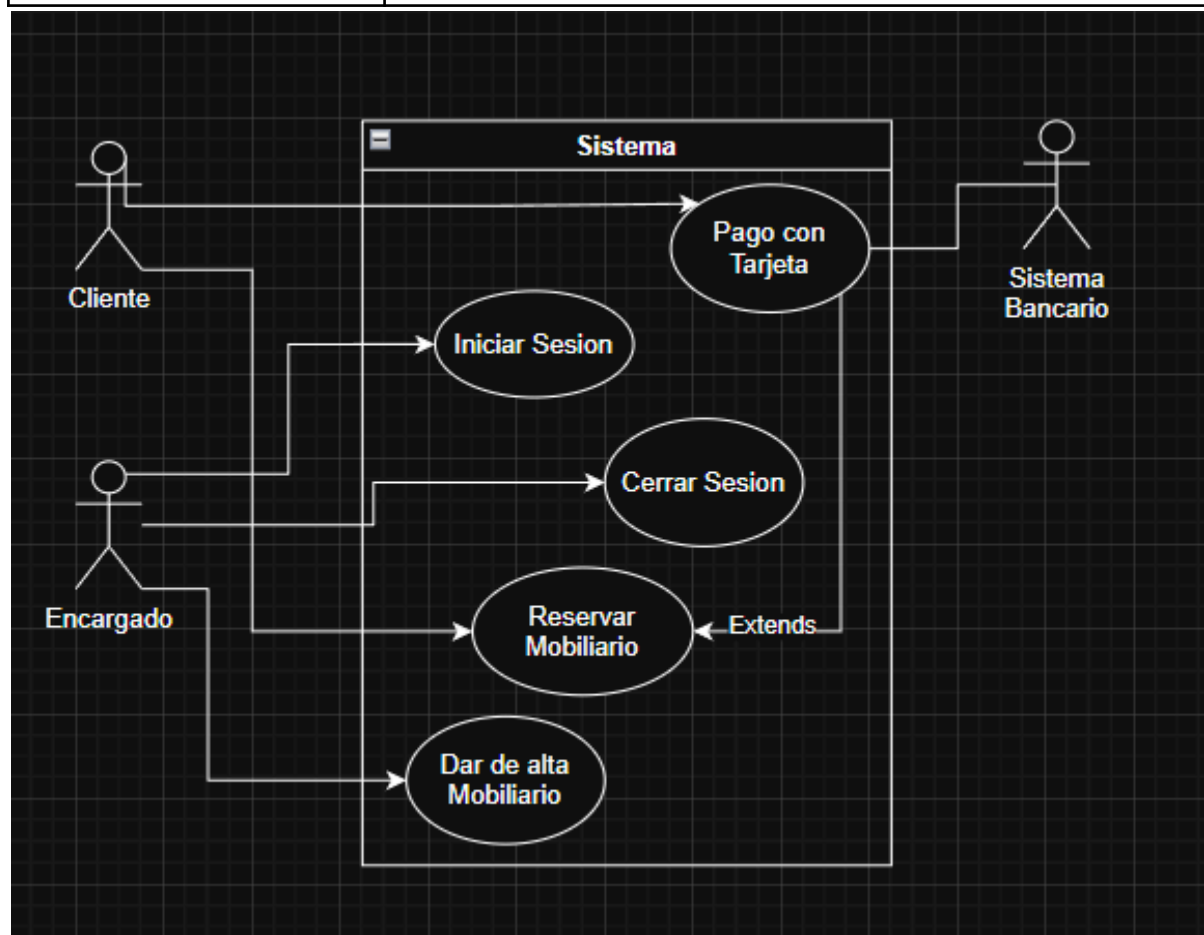 Sistema
Pago con
Tarjeta
Cliente
Sistema
Bancario
Iniciar Sesion
Cerrar Sesion
Encargado
Reservar
Mobiliario
Extends
Dar de alta
Mobiliario